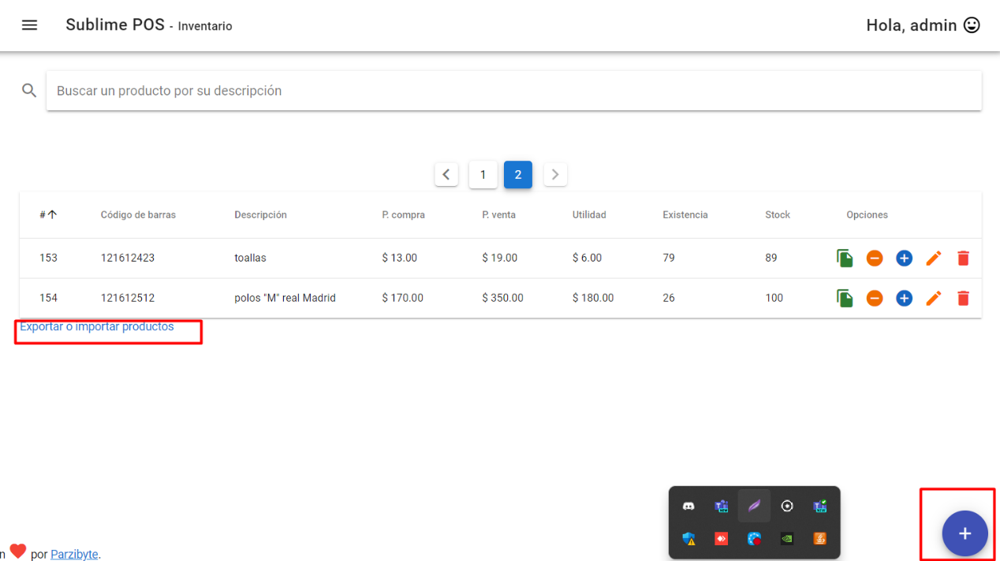 Sublime POS - Inventario
Hola, admin
Buscar un producto por su descripción
1 2
# Código de barras Descripción P. compra P. venta Utilidad Existencia Stock Opciones
153 121612423 toallas $ 13.00 $ 19.00 $ 6.00 79 89
154 121612512 polos "M" real Madrid $ 170.00 $ 350.00 $ 180.00 26 100
Exportar o importar productos
n ❤ por Parzibyte.